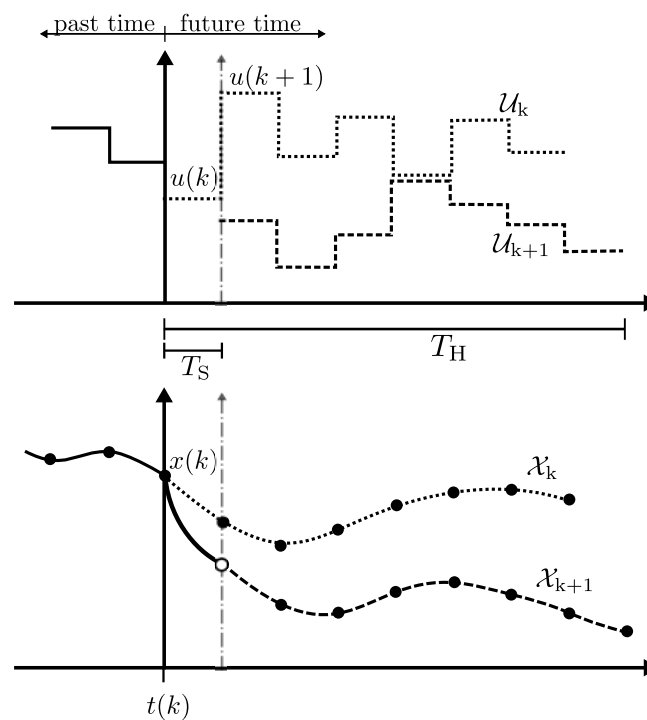 past time future time
u(k+1)
𝒰k
u(k)
𝒰k+1
TH
TS
x(k)
𝒳k
𝒳k+1
t(k)